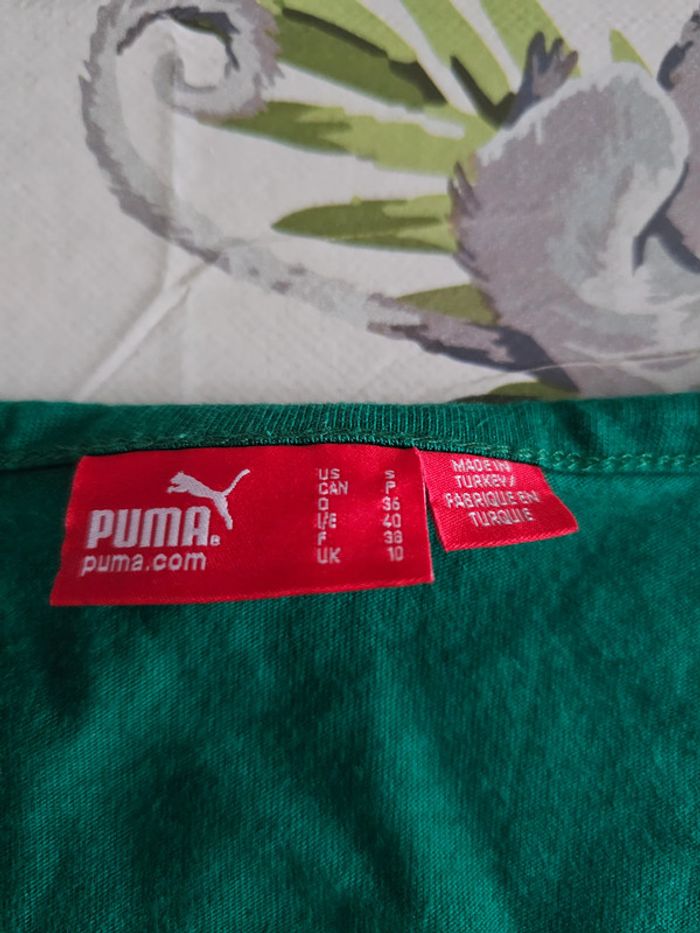 PUMA®
puma.com
US S
CAN P
D 36
I/E 40
F 38
UK 10
MADE IN
TURKEY/
FABRIQUE EN
TURQUIE